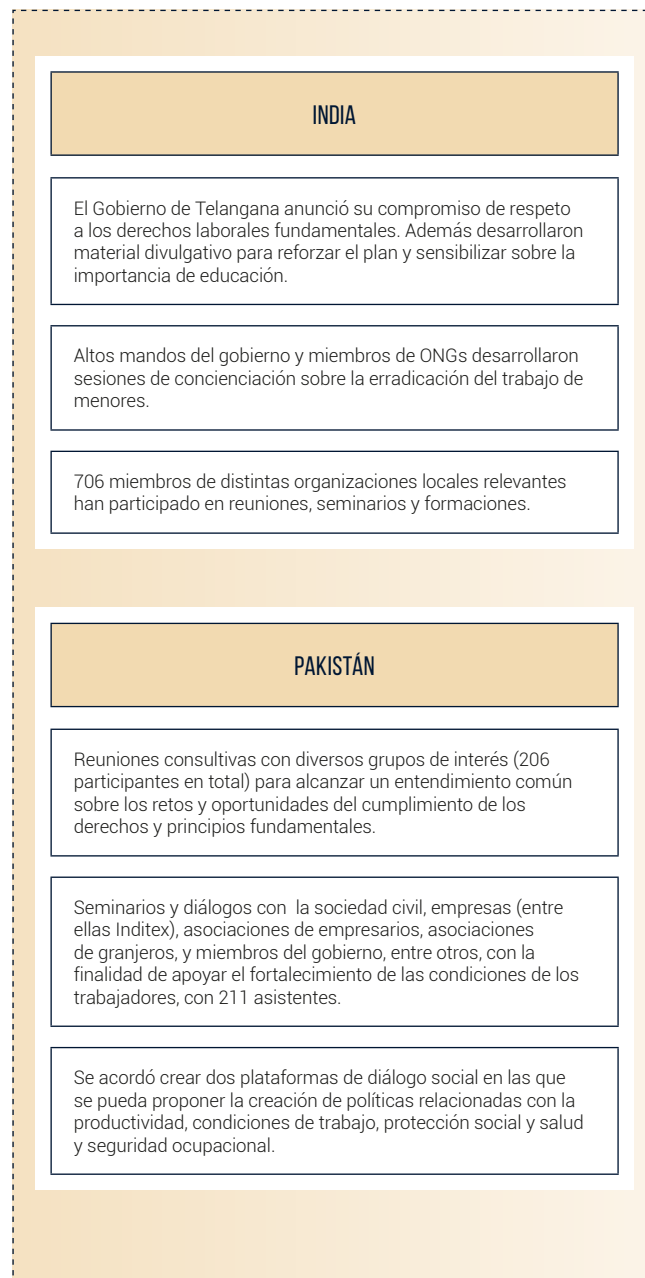 INDIA
El Gobierno de Telangana anunció su compromiso de respeto
a los derechos laborales fundamentales. Además desarrollaron
material divulgativo para reforzar el plan y sensibilizar sobre la
importancia de educación.
Altos mandos del gobierno y miembros de ONGs desarrollaron
sesiones de concienciación sobre la erradicación del trabajo de
menores.
706 miembros de distintas organizaciones locales relevantes
han participado en reuniones, seminarios y formaciones.
PAKISTÁN
Reuniones consultivas con diversos grupos de interés (206
participantes en total) para alcanzar un entendimiento común
sobre los retos y oportunidades del cumplimiento de los
derechos y principios fundamentales.
Seminarios y diálogos con la sociedad civil, empresas (entre
ellas Inditex), asociaciones de empresarios, asociaciones
de granjeros, y miembros del gobierno, entre otros, con la
finalidad de apoyar el fortalecimiento de las condiciones de los
trabajadores, con 211 asistentes.
Se acordó crear dos plataformas de diálogo social en las que
se pueda proponer la creación de políticas relacionadas con la
productividad, condiciones de trabajo, protección social y salud
y seguridad ocupacional.